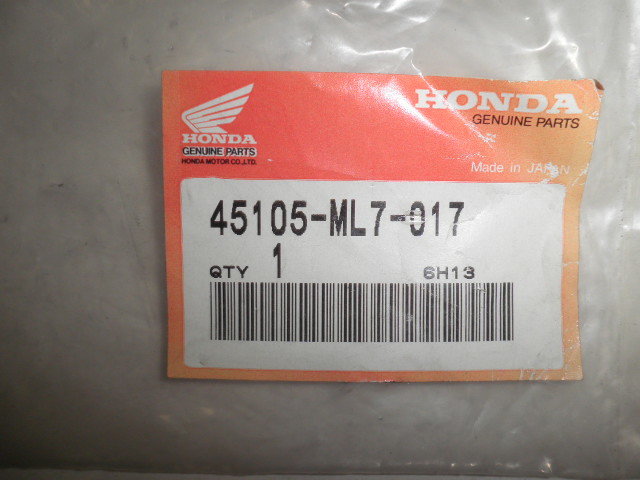 HONDA
GENUINE PARTS
HONDA MOTOR CO.,LTD.
HONDA
GENUINE PARTS
Made in JAPAN
45105-ML7-017
QTY 1 6H13